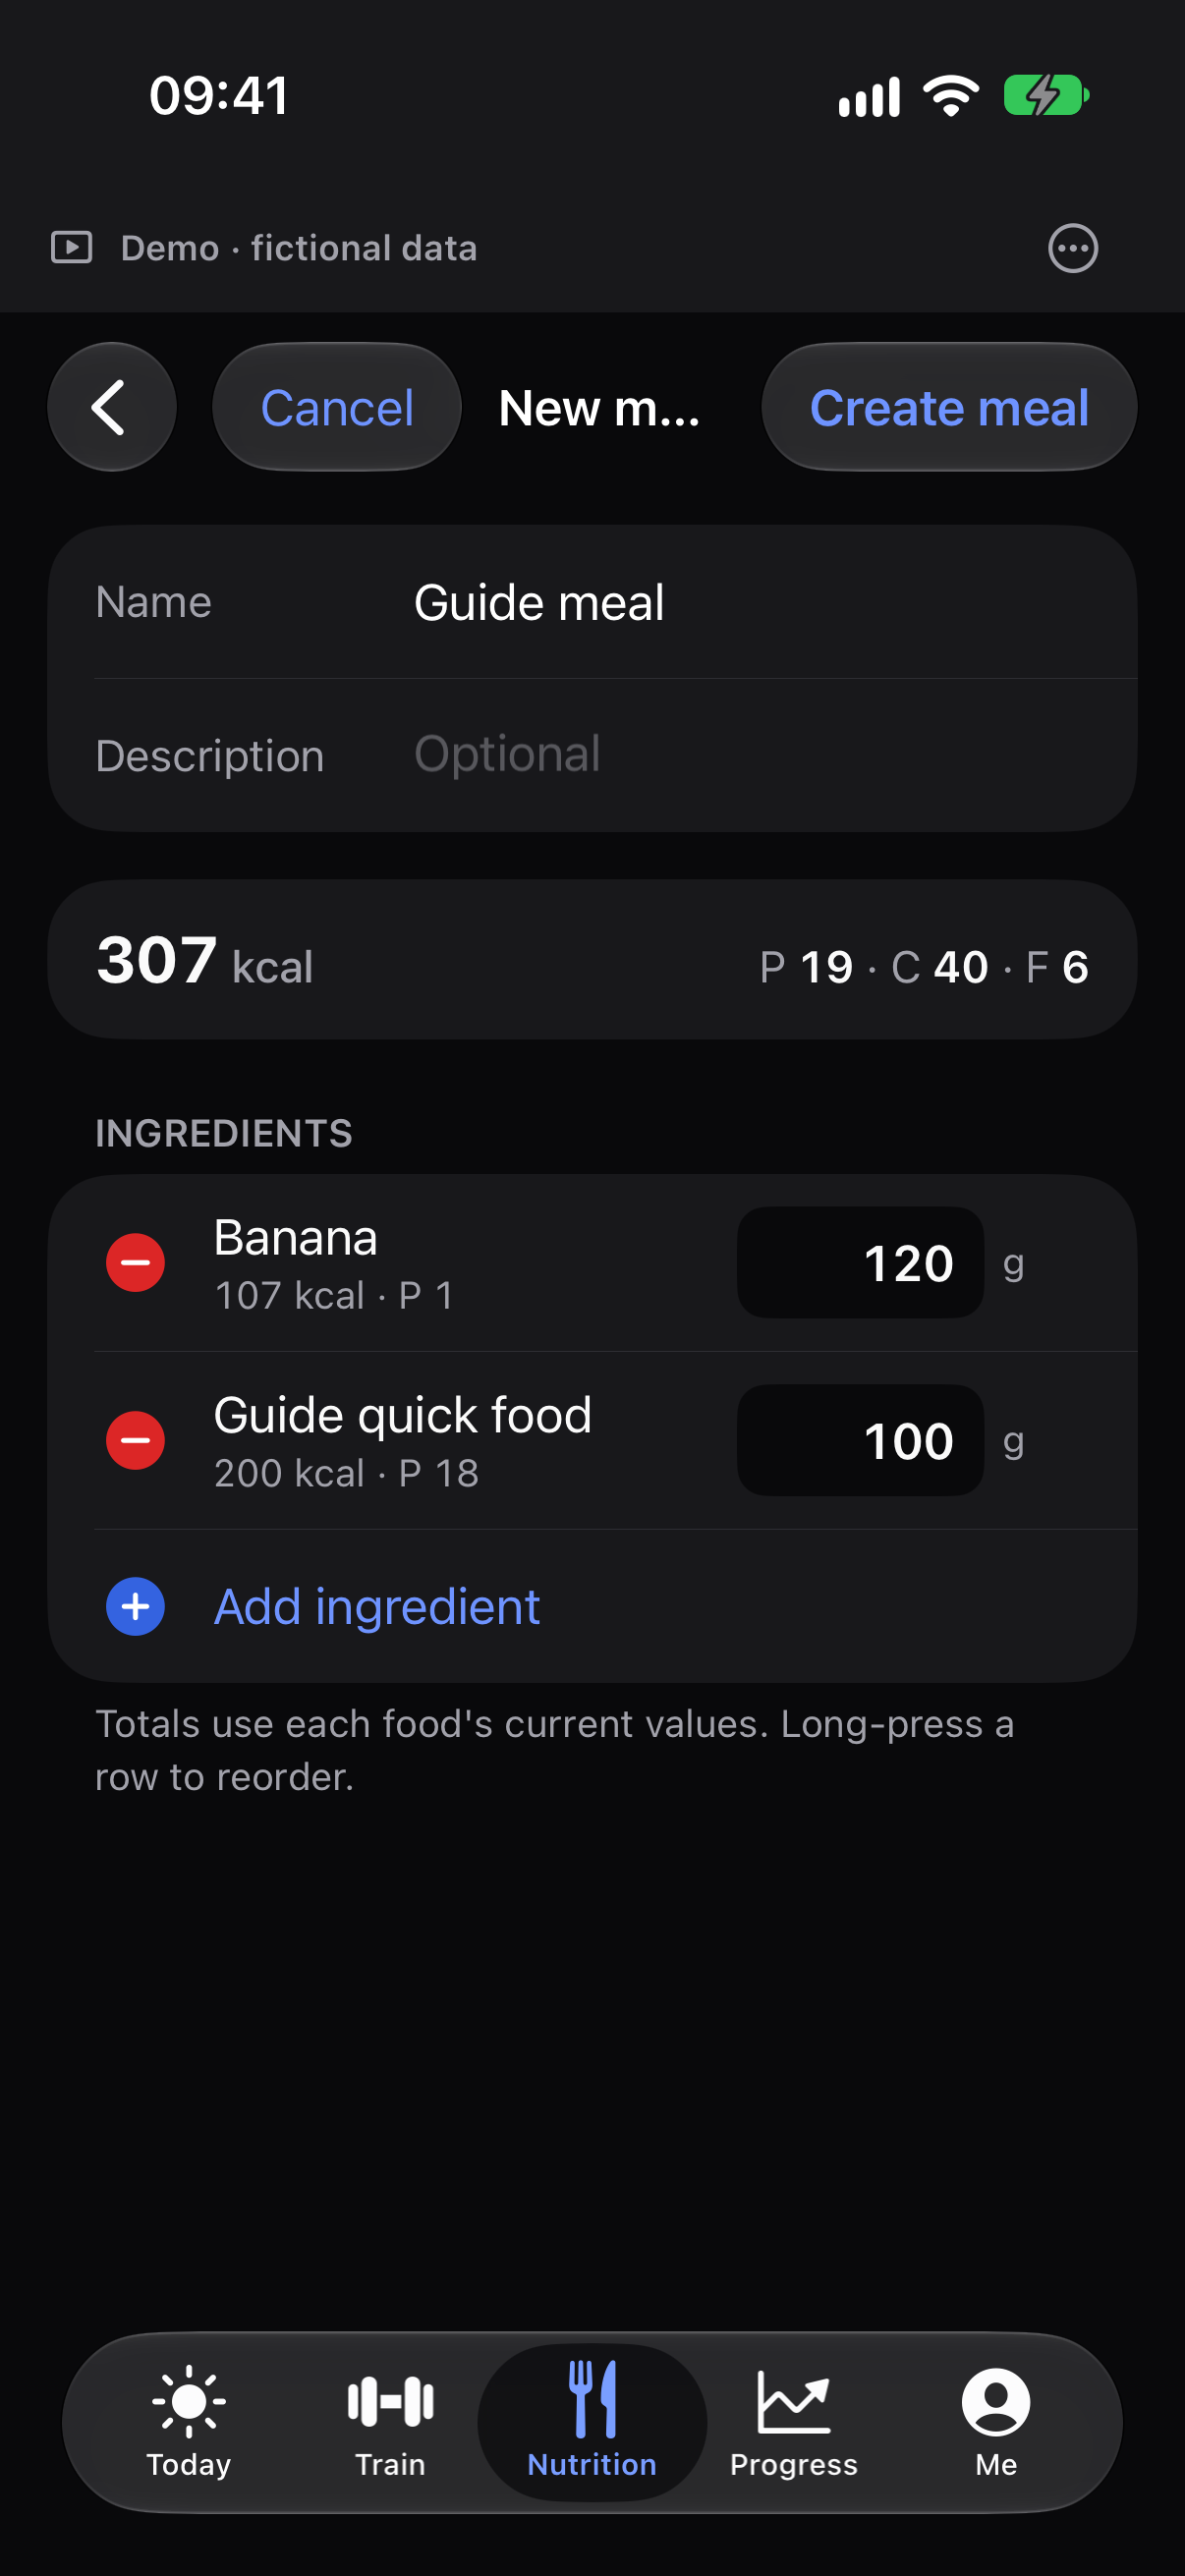 09:41
Demo · fictional data
Cancel
New m...
Create meal
Name
Guide meal
Description
Optional
307 kcal
P 19 · C 40 · F 6
INGREDIENTS
Banana
107 kcal · P 1
120 g
Guide quick food
200 kcal · P 18
100 g
Add ingredient
Totals use each food's current values. Long-press a
row to reorder.
Today
Train
Nutrition
Progress
Me